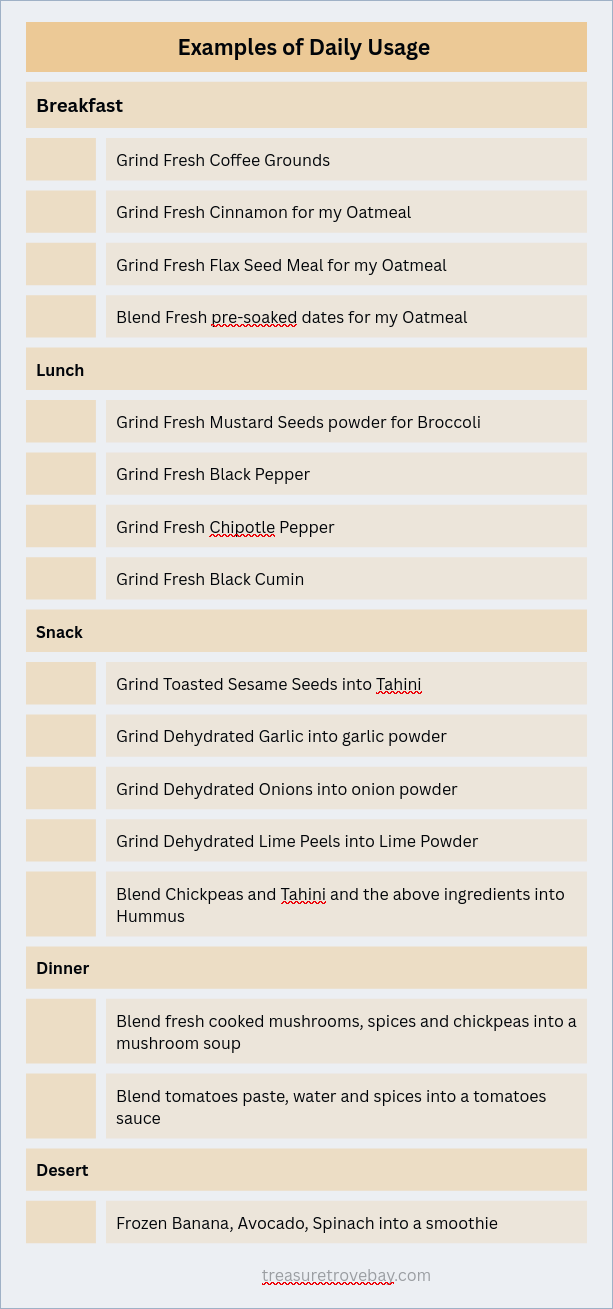 Examples of Daily Usage
Breakfast
Grind Fresh Coffee Grounds
Grind Fresh Cinnamon for my Oatmeal
Grind Fresh Flax Seed Meal for my Oatmeal
Blend Fresh pre-soaked dates for my Oatmeal
Lunch
Grind Fresh Mustard Seeds powder for Broccoli
Grind Fresh Black Pepper
Grind Fresh Chipotle Pepper
Grind Fresh Black Cumin
Snack
Grind Toasted Sesame Seeds into Tahini
Grind Dehydrated Garlic into garlic powder
Grind Dehydrated Onions into onion powder
Grind Dehydrated Lime Peels into Lime Powder
Blend Chickpeas and Tahini and the above ingredients into
Hummus
Dinner
Blend fresh cooked mushrooms, spices and chickpeas into a
mushroom soup
Blend tomatoes paste, water and spices into a tomatoes
sauce
Desert
Frozen Banana, Avocado, Spinach into a smoothie
treasuretrovebay.com